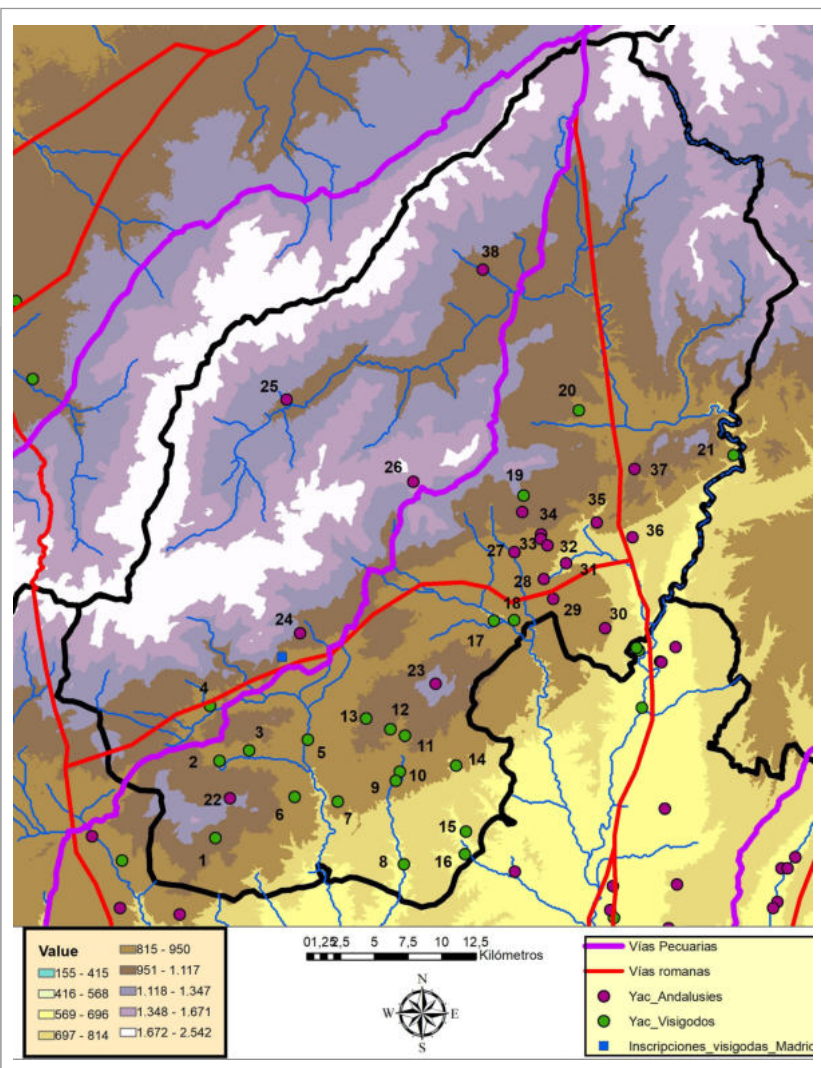 38
25
20
21
26
19
37
34
35
36
33
32
27
31
28
29
30
18
17
24
23
4
13
12
3
5
11
2
14
10
9
22
6
7
15
1
8
16
Value
155 - 415
416 - 568
569 - 696
697 - 814
815 - 950
951 - 1.117
1.118 - 1.347
1.348 - 1.671
1.672 - 2.542
01,252,5 5 7,5 10 12,5
Kilómetros
N
W E
S
Vías Pecuarias
Vías romanas
Yac_Andalusies
Yac_Visigodos
Inscripciones_visigodas_Madrid